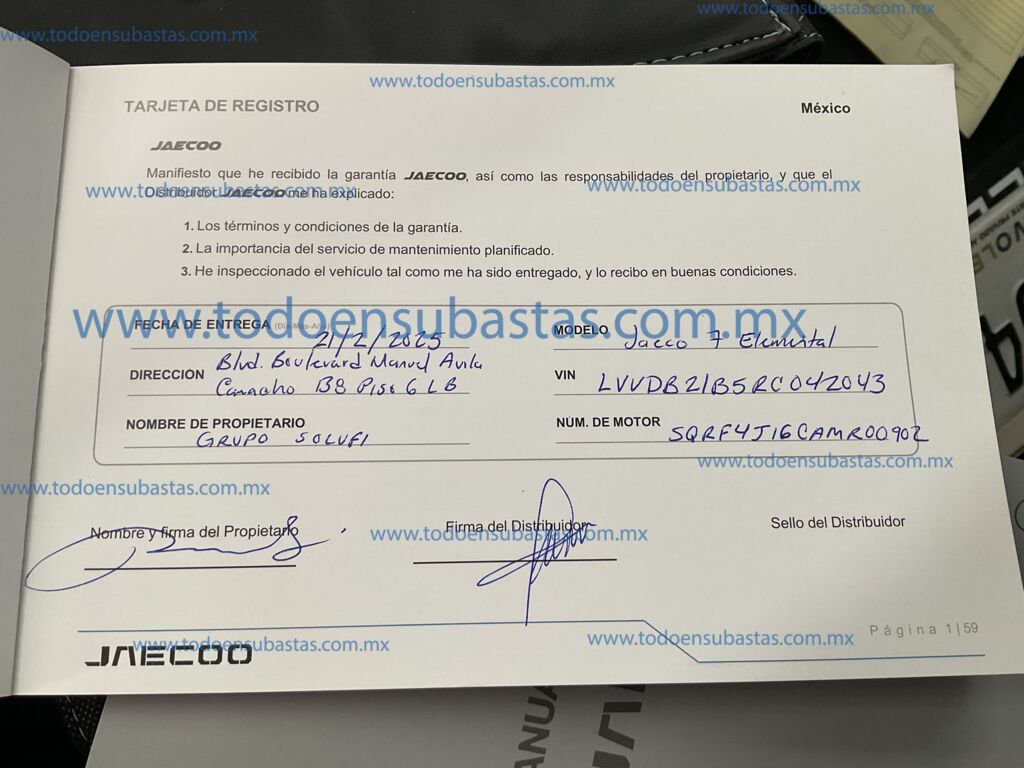 www.todoensubastas.com.mx
www.todoensubastas.com.mx
www.todoensubastas.com.mx
TARJETA DE REGISTRO
México
JAECOO
Manifiesto que he recibido la garantía JAECOO, así como las responsabilidades del propietario, y que el
Distribuidor JAECOO me ha explicado:
www.todoensubastas.com.mx
www.todoensubastas.com.mx
1. Los términos y condiciones de la garantía.
2. La importancia del servicio de mantenimiento planificado.
3. He inspeccionado el vehículo tal como me ha sido entregado, y lo recibo en buenas condiciones.
www.todoensubastas.com.mx
FECHA DE ENTREGA (Día-Mes-Año)
21/2/2025
MODELO Jaeco 7 Elemental
DIRECCION Blvd. Boulevard Manuel Avila
Camacho 138 Piso 6 LB
VIN LVVDB21B5RC042043
NOMBRE DE PROPIETARIO
GRUPO SOLUFI
NÚM. DE MOTOR SQRF4J16CAMR00902
www.todoensubastas.com.mx
www.todoensubastas.com.mx
Nombre y firma del Propietario
Firma del Distribuidor
Sello del Distribuidor
www.todoensubastas.com.mx
Página 1|59
www.todoensubastas.com.mx
www.todoensubastas.com.mx
JAECOO